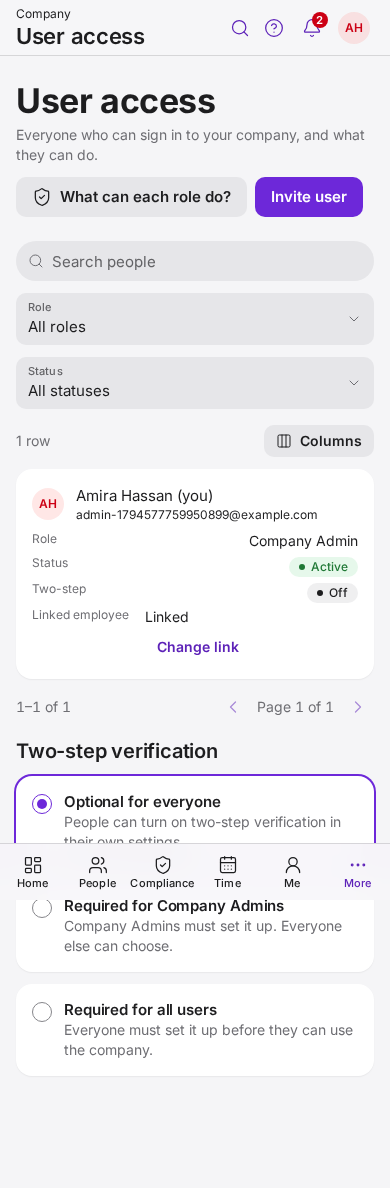 Company
User access
2
AH
User access
Everyone who can sign in to your company, and what
they can do.
What can each role do?
Invite user
Search people
Role
All roles
Status
All statuses
1 row
Columns
AH
Amira Hassan (you)
admin-1794577759950899@example.com
Role
Company Admin
Status
Active
Two-step
Off
Linked employee
Linked
Change link
1–1 of 1
Page 1 of 1
Two-step verification
Optional for everyone
People can turn on two-step verification in
their own settings.
Home
People
Compliance
Time
Me
More
Required for Company Admins
Company Admins must set it up. Everyone
else can choose.
Required for all users
Everyone must set it up before they can use
the company.